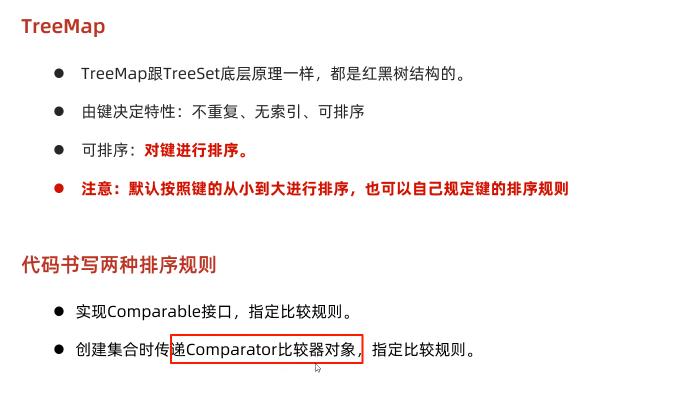 TreeMap
● TreeMap跟TreeSet底层原理一样，都是红黑树结构的。
● 由键决定特性：不重复、无索引、可排序
● 可排序：对键进行排序。
● 注意：默认按照键的从小到大进行排序，也可以自己规定键的排序规则
代码书写两种排序规则
● 实现Comparable接口，指定比较规则。
● 创建集合时传递Comparator比较器对象，指定比较规则。